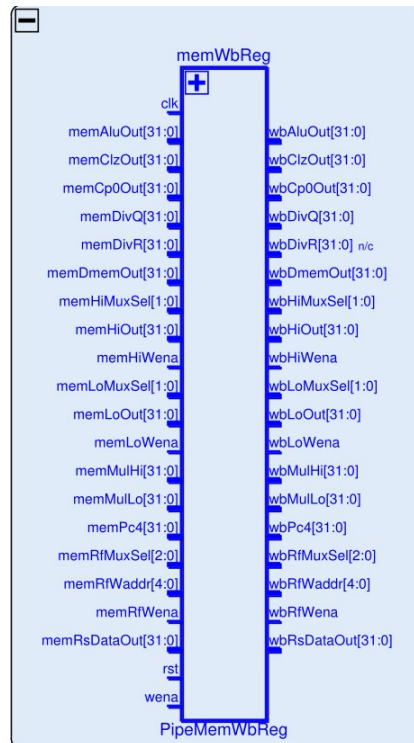 memWbReg
clk
memAluOut[31:0] wbAluOut[31:0]
memClzOut[31:0] wbClzOut[31:0]
memCp0Out[31:0] wbCp0Out[31:0]
memDivQ[31:0] wbDivQ[31:0]
memDivR[31:0] wbDivR[31:0] n/c
memDmemOut[31:0] wbDmemOut[31:0]
memHiMuxSel[1:0] wbHiMuxSel[1:0]
memHiOut[31:0] wbHiOut[31:0]
memHiWena wbHiWena
memLoMuxSel[1:0] wbLoMuxSel[1:0]
memLoOut[31:0] wbLoOut[31:0]
memLoWena wbLoWena
memMulHi[31:0] wbMulHi[31:0]
memMulLo[31:0] wbMulLo[31:0]
memPc4[31:0] wbPc4[31:0]
memRfMuxSel[2:0] wbRfMuxSel[2:0]
memRfWaddr[4:0] wbRfWaddr[4:0]
memRfWena wbRfWena
memRsDataOut[31:0] wbRsDataOut[31:0]
rst
wena
PipeMemWbReg